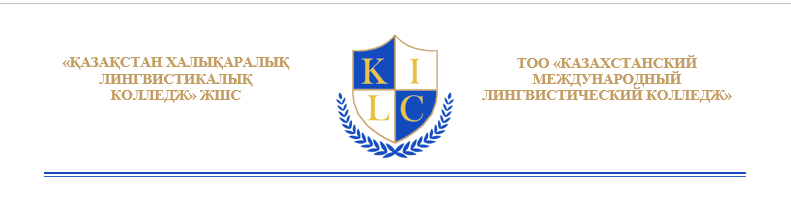 «ҚАЗАҚСТАН ХАЛЫҚАРАЛЫҚ
ЛИНГВИСТИКАЛЫҚ
КОЛЛЕДЖ» ЖШС
K I
L C
ТОО «КАЗАХСТАНСКИЙ
МЕЖДУНАРОДНЫЙ
ЛИНГВИСТИЧЕСКИЙ КОЛЛЕДЖ»